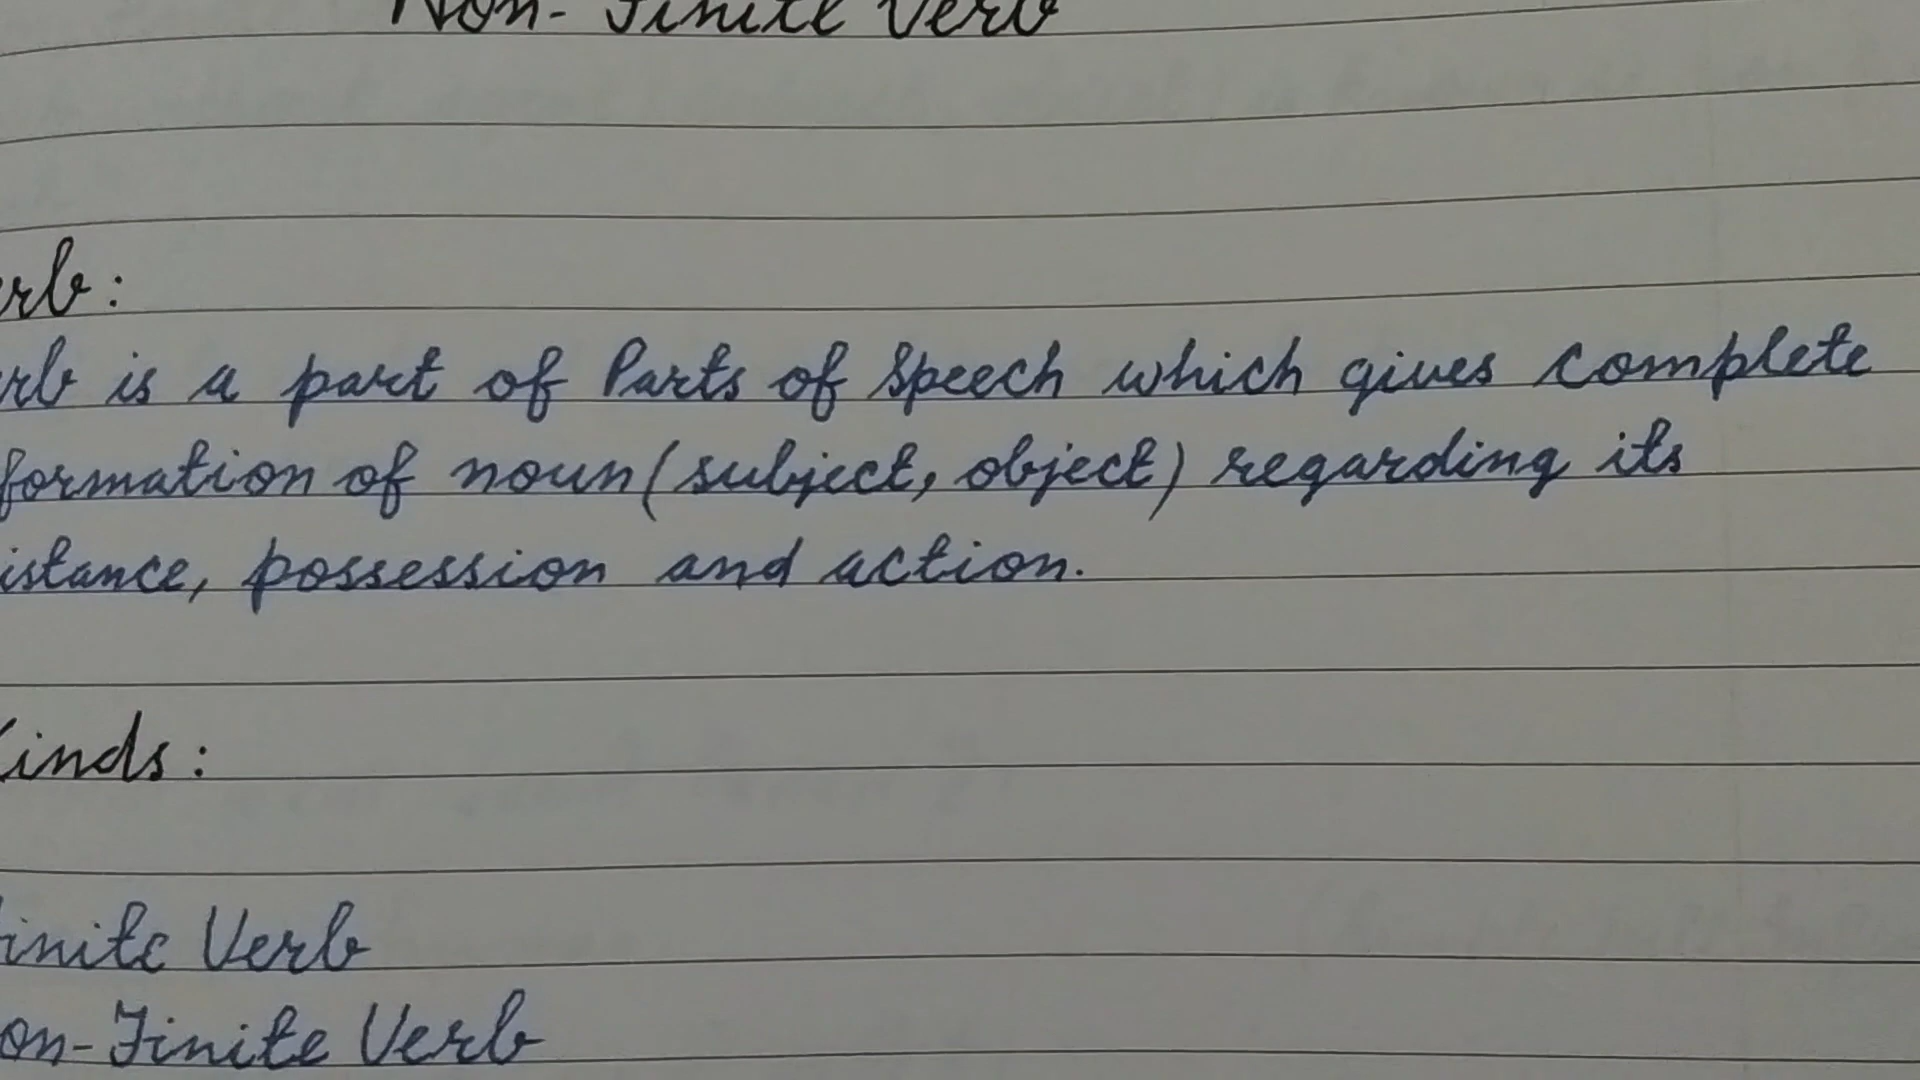 Non-Finite Verb
rb:
rb is a part of Parts of Speech which gives complete
formation of noun (subject, object) regarding its
istance, possession and action.
inds:
inite Verb
on-Finite Verb